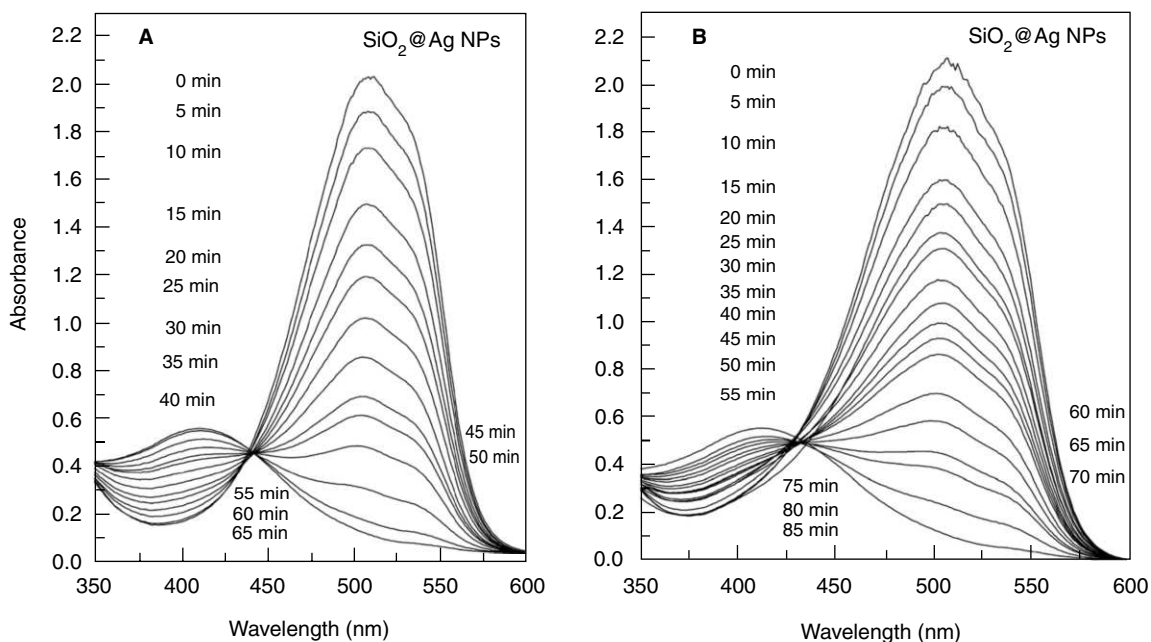 A
SiO2@Ag NPs
2.2
2.0
1.8
1.6
1.4
1.2
1.0
0.8
0.6
0.4
0.2
0.0
Absorbance
0 min
5 min
10 min
15 min
20 min
25 min
30 min
35 min
40 min
45 min
50 min
55 min
60 min
65 min
350 400 450 500 550 600
Wavelength (nm)
B
SiO2@Ag NPs
2.2
2.0
1.8
1.6
1.4
1.2
1.0
0.8
0.6
0.4
0.2
0.0
0 min
5 min
10 min
15 min
20 min
25 min
30 min
35 min
40 min
45 min
50 min
55 min
60 min
65 min
70 min
75 min
80 min
85 min
350 400 450 500 550 600
Wavelength (nm)